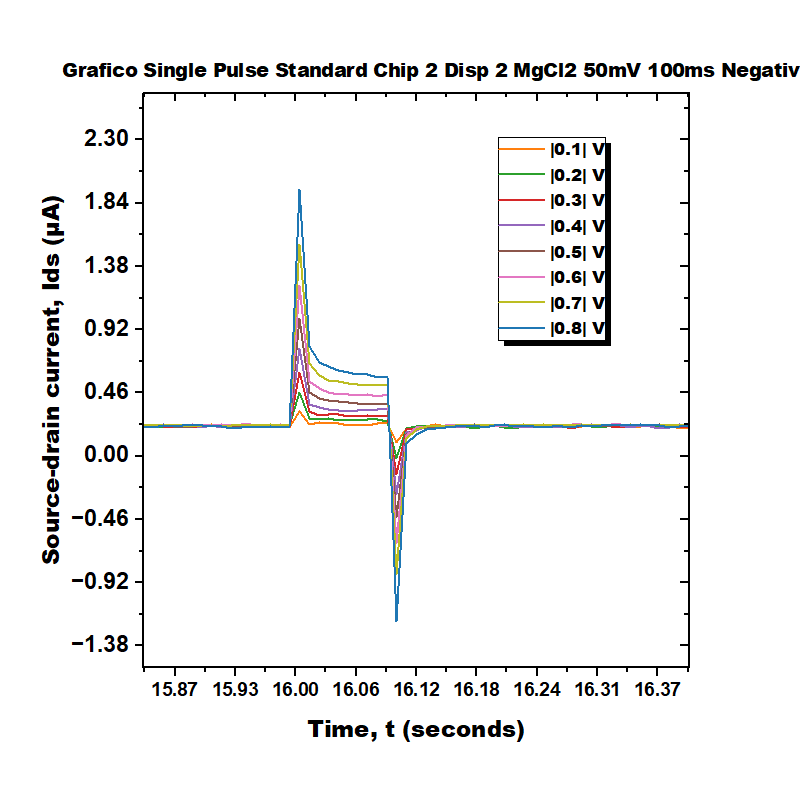 Grafico Single Pulse Standard Chip 2 Disp 2 MgCl2 50mV 100ms Negativ
2.30
1.84
1.38
0.92
0.46
0.00
−0.46
−0.92
−1.38
Source-drain current, Ids (µA)
|0.1| V
|0.2| V
|0.3| V
|0.4| V
|0.5| V
|0.6| V
|0.7| V
|0.8| V
15.87 15.93 16.00 16.06 16.12 16.18 16.24 16.31 16.37
Time, t (seconds)